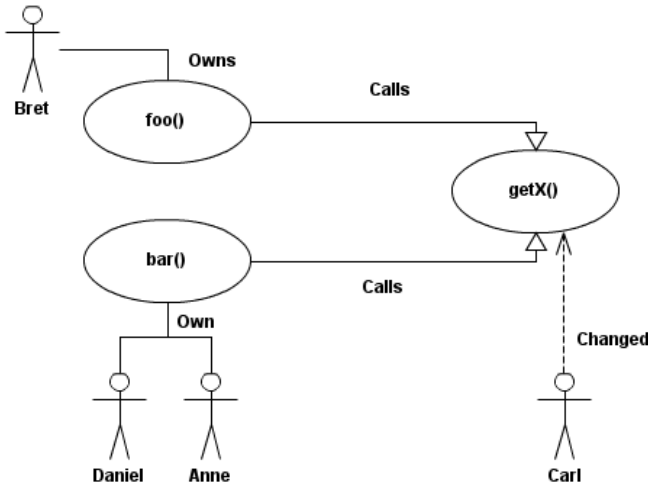 Owns
Bret
foo()
Calls
getX()
bar()
Calls
Own
Changed
Daniel
Anne
Carl